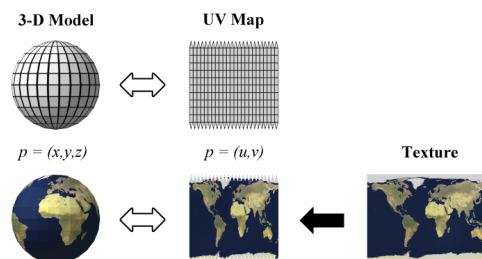 3-D Model
UV Map
p = (x,y,z)
p = (u,v)
Texture